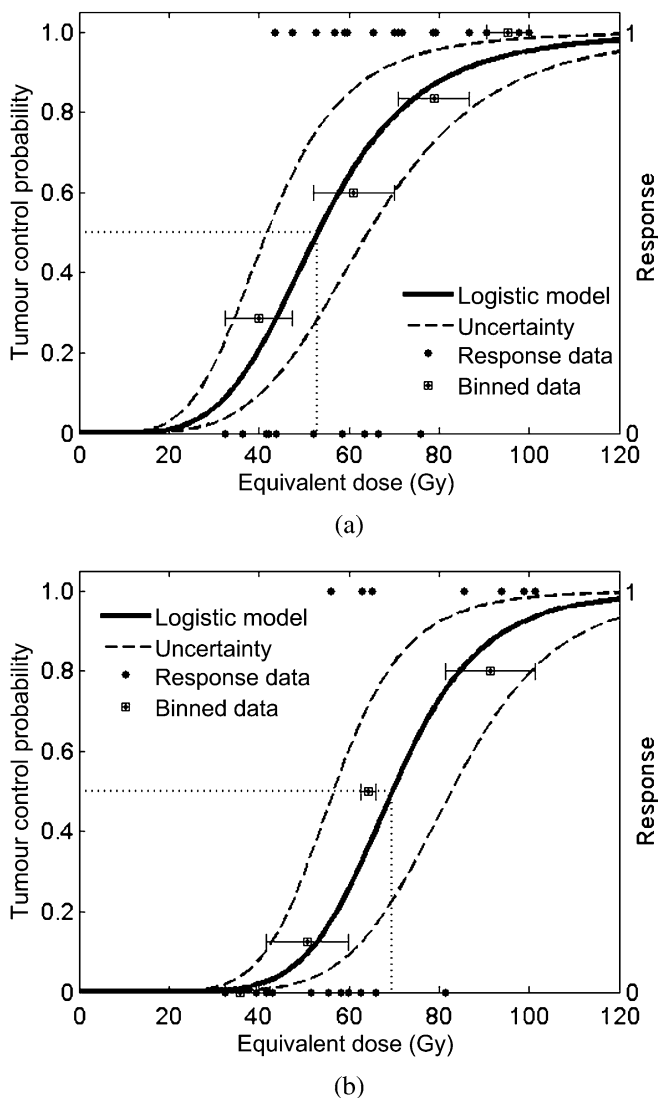 1.0
0.8
0.6
0.4
0.2
0
Tumour control probability
1
0
Response
Logistic model
Uncertainty
Response data
Binned data
0 20 40 60 80 100 120
Equivalent dose (Gy)
(a)
1.0
0.8
0.6
0.4
0.2
0
Tumour control probability
1
0
Response
Logistic model
Uncertainty
Response data
Binned data
0 20 40 60 80 100 120
Equivalent dose (Gy)
(b)